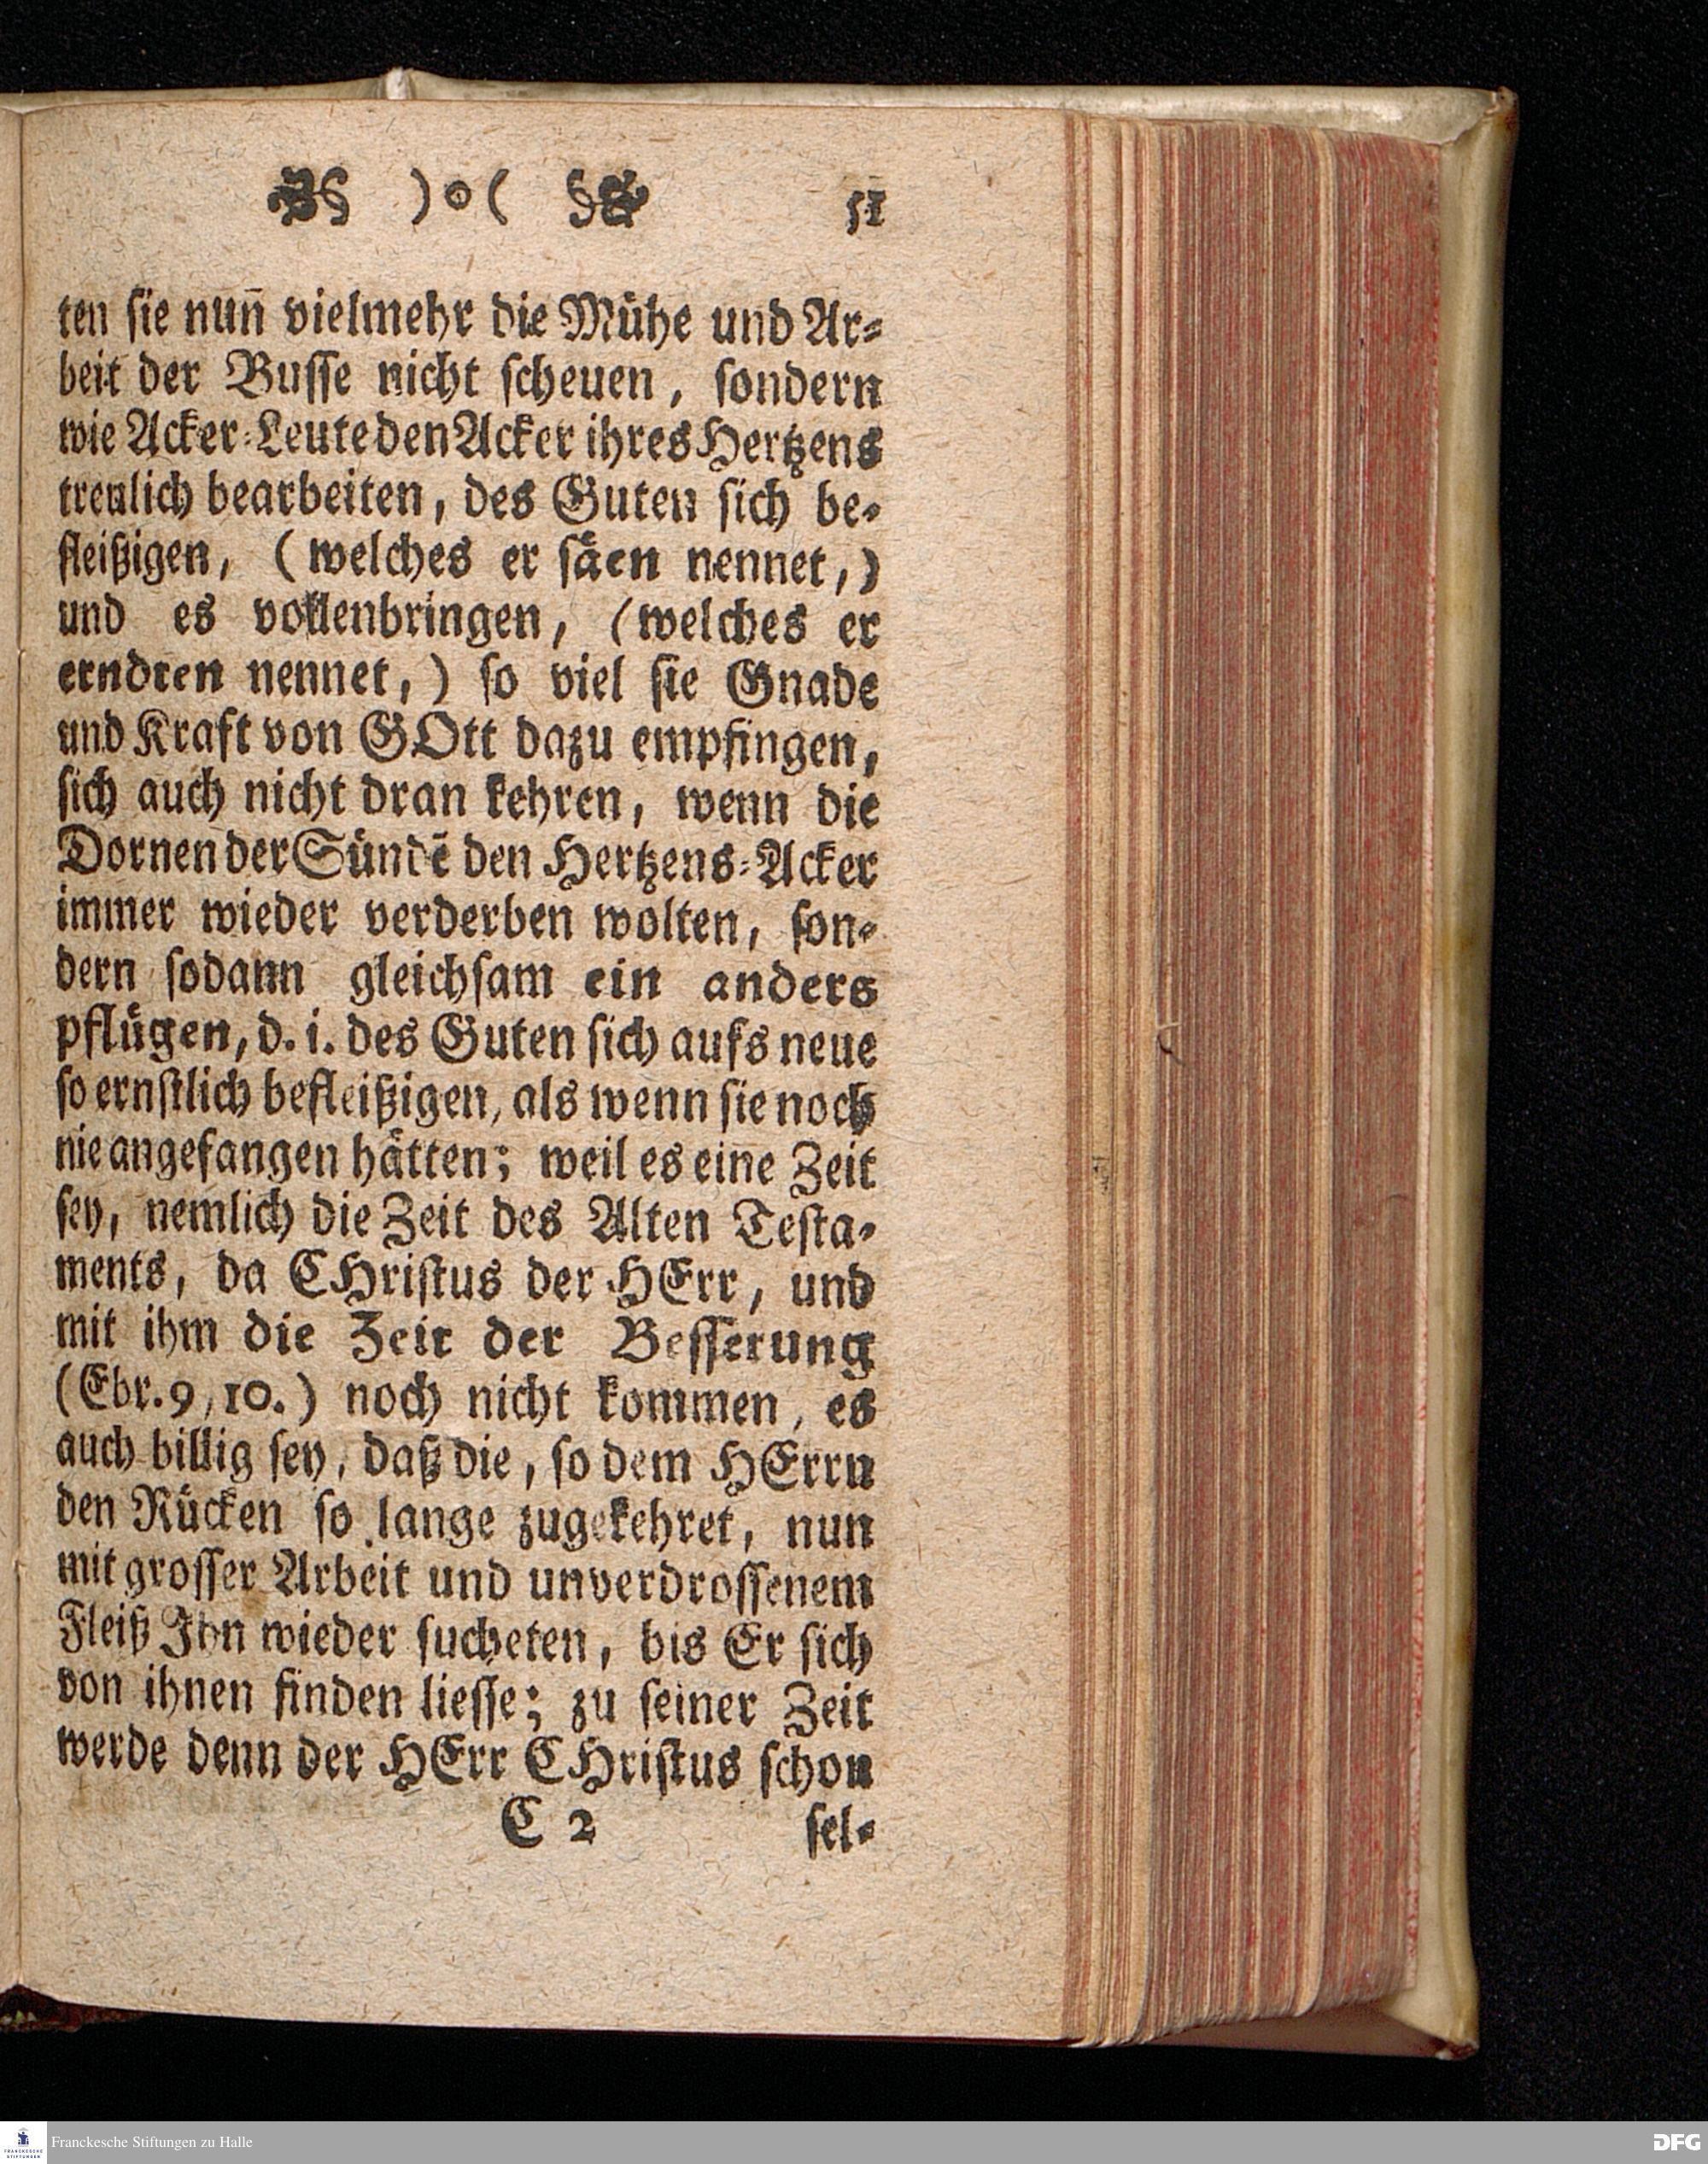 )o( 51
ten sie nun̄ vielmehr die Mühe und Ar-
beit der Busse nicht scheuen, sondern
wie Acker-Leute den Acker ihres Hertzens
treulich bearbeiten, des Guten sich be-
fleißigen, (welches er säen nennet,)
und es vollenbringen, (welches er
erndten nennet,) so viel sie Gnade
und Kraft von GOtt dazu empfingen,
sich auch nicht dran kehren, wenn die
Dornen der Sündē den Hertzens-Acker
immer wieder verderben wolten, son-
dern sodann gleichsam ein anders
pflügen, d. i. des Guten sich aufs neue
so ernstlich befleißigen, als wenn sie noch
nie angefangen hätten; weil es eine Zeit
sey, nemlich die Zeit des Alten Testa-
ments, da CHristus der HErr, und
mit ihm die Zeit der Besserung
(Ebr. 9, 10.) noch nicht kommen, es
auch billig sey, daß die, so dem HErrn
den Rücken so lange zugekehret, nun
mit grosser Arbeit und unverdrossenem
Fleiß Ihn wieder sucheten, bis Er sich
von ihnen finden liesse; zu seiner Zeit
werde denn der HErr CHristus schon
C 2 sel-
FRANCKESCHE STIFTUNGEN
Franckesche Stiftungen zu Halle
DFG